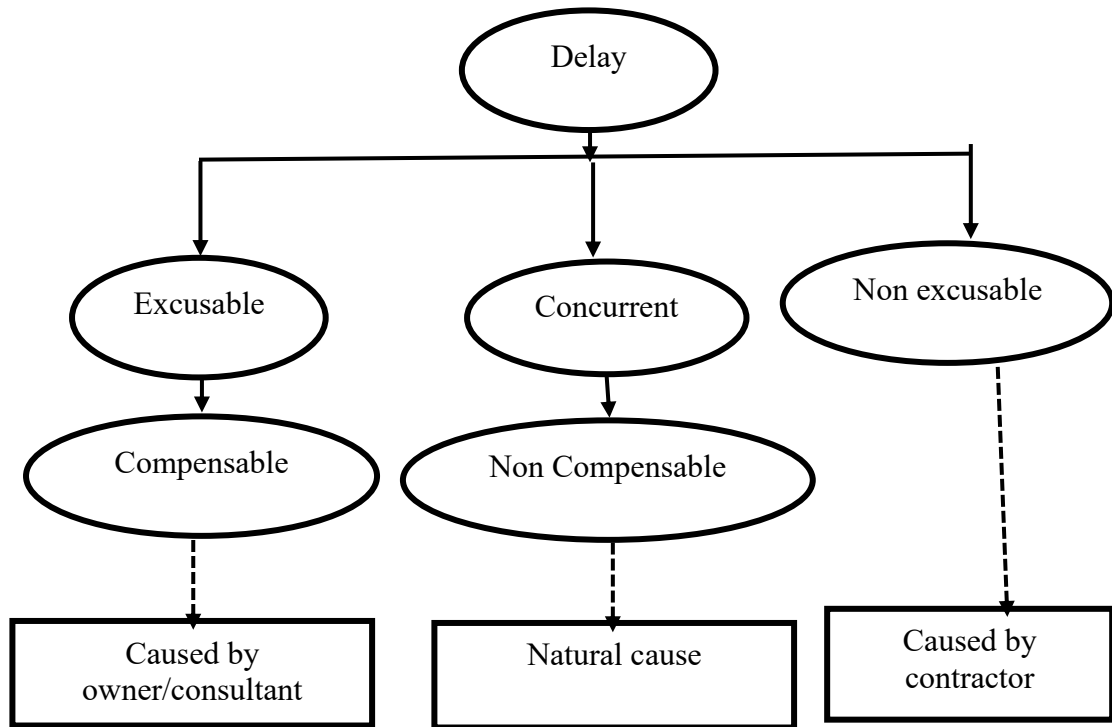 Delay
Excusable
Concurrent
Non excusable
Compensable
Non Compensable
Caused by
owner/consultant
Natural cause
Caused by
contractor